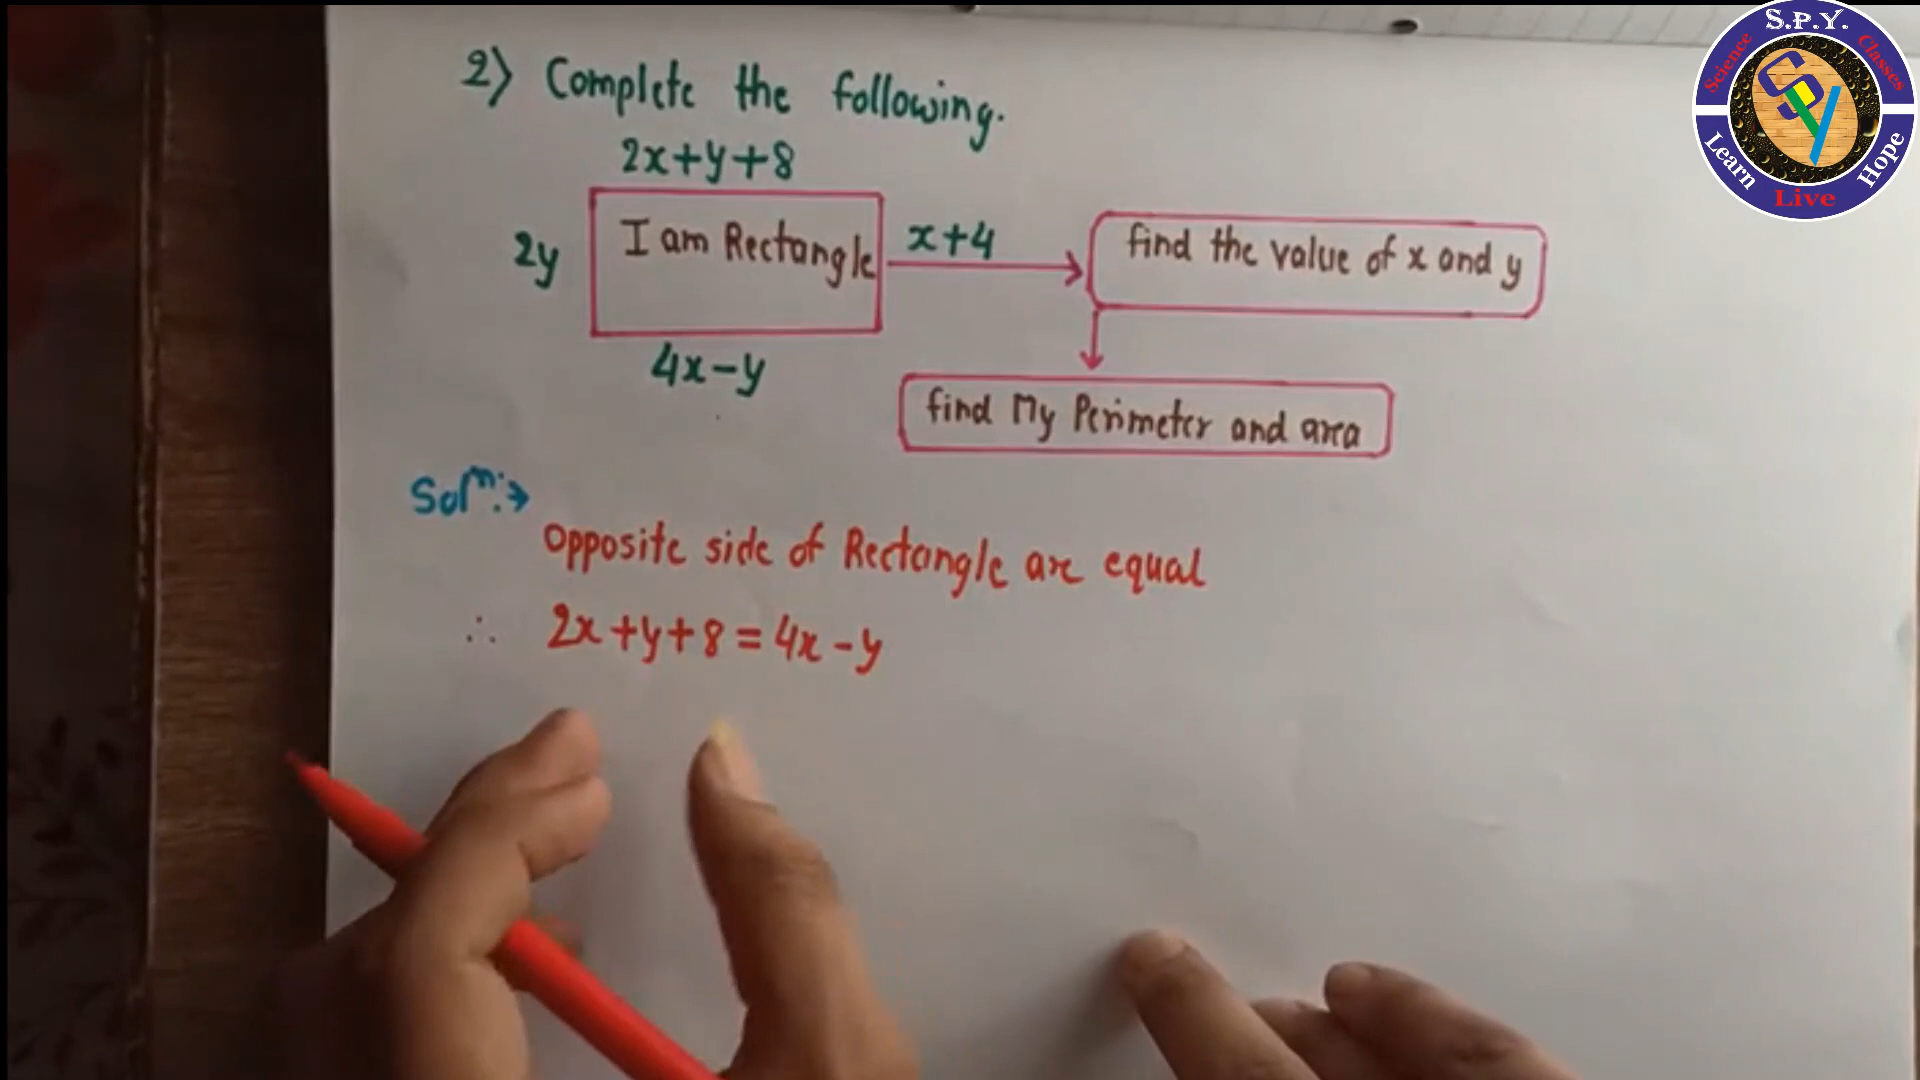 2) Complete the following.
2x+y+8
2y
I am Rectangle
x+4
find the value of x and y
4x-y
find My Perimeter and area
Solⁿ:→
Opposite side of Rectangle are equal
∴ 2x+y+8=4x-y
S.P.Y.
Science
Classes
SPY
Learn
Live
Hope